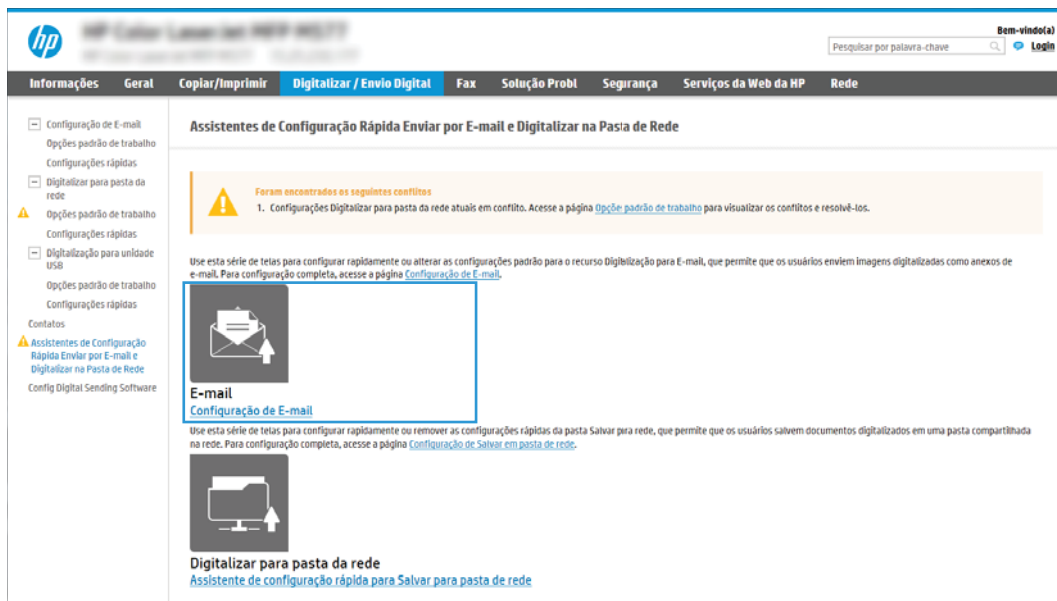 hp
Bem-vindo(a)
Pesquisar por palavra-chave
Login
Informações Geral Copiar/Imprimir Digitalizar / Envio Digital Fax Solução Probl Segurança Serviços da Web da HP Rede
Configuração de E-mail
Opções padrão de trabalho
Configurações rápidas
Digitalizar para pasta da
rede
Opções padrão de trabalho
Configurações rápidas
Digitalização para unidade
USB
Opções padrão de trabalho
Configurações rápidas
Contatos
Assistentes de Configuração
Rápida Enviar por E-mail e
Digitalizar na Pasta de Rede
Config Digital Sending Software
Assistentes de Configuração Rápida Enviar por E-mail e Digitalizar na Pasta de Rede
Foram encontrados os seguintes conflitos
1. Configurações Digitalizar para pasta da rede atuais em conflito. Acesse a página Opções padrão de trabalho para visualizar os conflitos e resolvê-los.
Use esta série de telas para configurar rapidamente ou alterar as configurações padrão para o recurso Digitalização para E-mail, que permite que os usuários enviem imagens digitalizadas como anexos de
e-mail. Para configuração completa, acesse a página Configuração de E-mail.
E-mail
Configuração de E-mail
Use esta série de telas para configurar rapidamente ou remover as configurações rápidas da pasta Salvar para rede, que permite que os usuários salvem documentos digitalizados em uma pasta compartilhada
na rede. Para configuração completa, acesse a página Configuração de Salvar em pasta de rede.
Digitalizar para pasta da rede
Assistente de configuração rápida para Salvar para pasta de rede